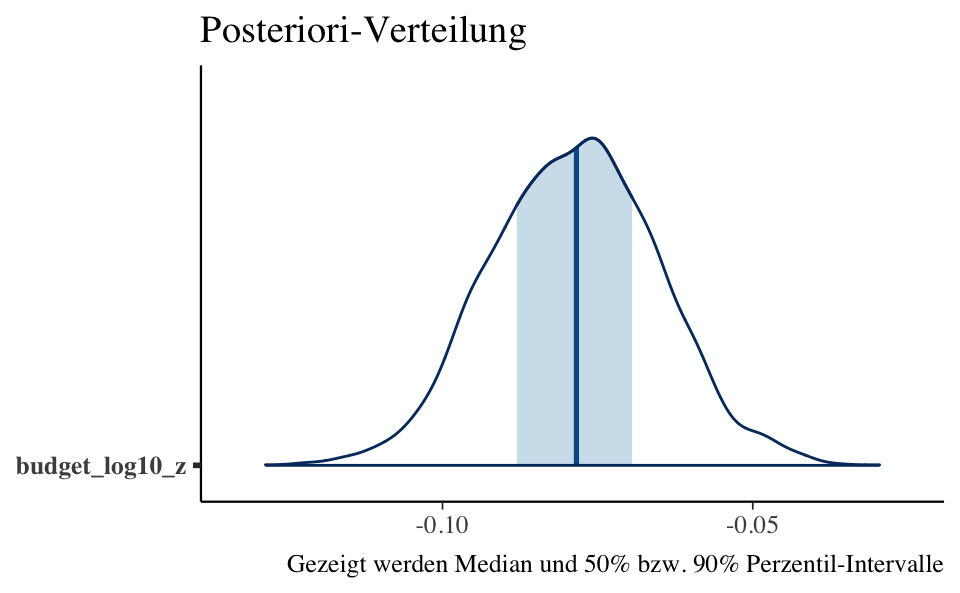 Posteriori-Verteilung
budget_log10_z
-0.10 -0.05
Gezeigt werden Median und 50% bzw. 90% Perzentil-Intervalle